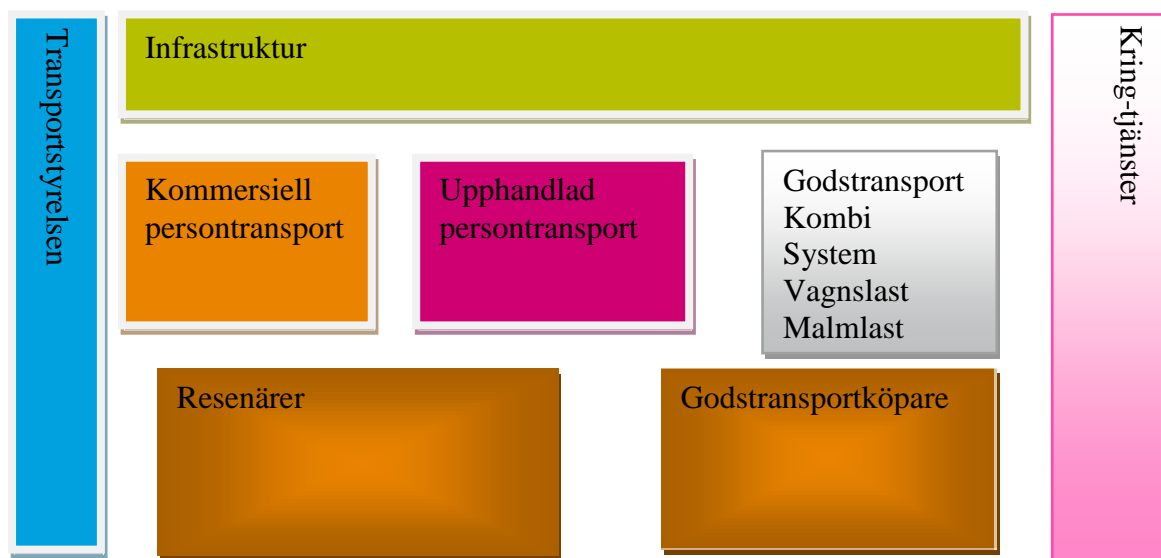 Transportstyrelsen
Infrastruktur
Kring-tjänster
Kommersiell
persontransport
Upphandlad
persontransport
Godstransport
Kombi
System
Vagnslast
Malmlast
Resenärer
Godstransportköpare